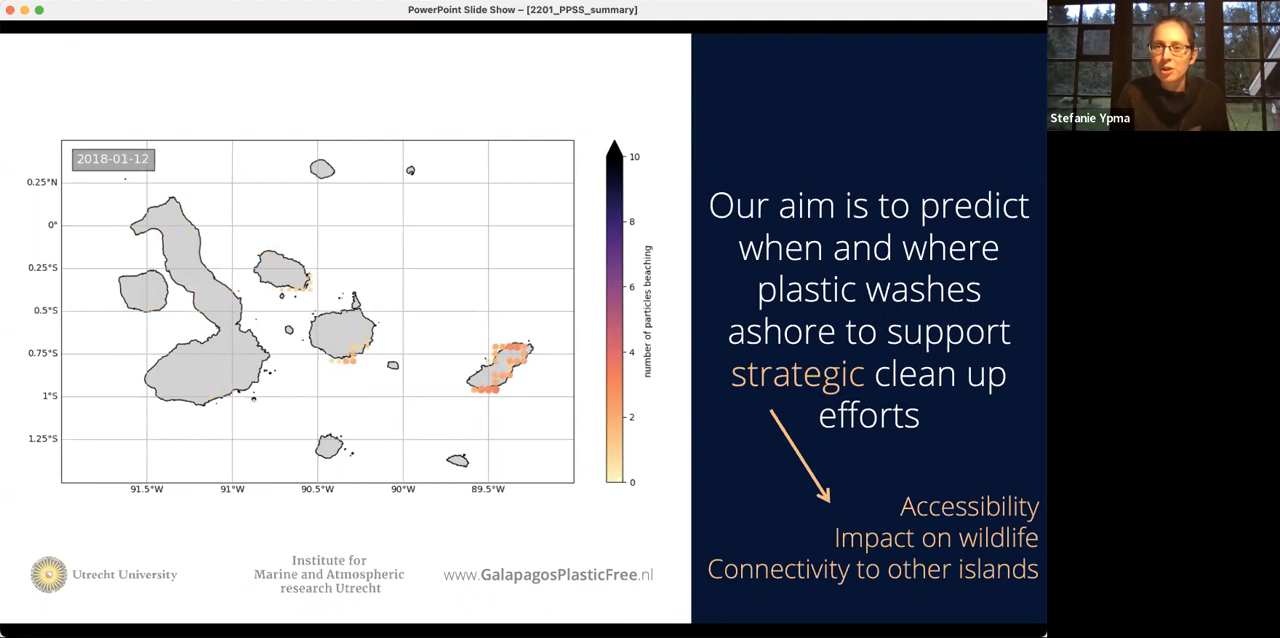 PowerPoint Slide Show – [2201_PPSS_summary]
Stefanie Ypma
2018-01-12
0.25°N
0°
0.25°S
0.5°S
0.75°S
1°S
1.25°S
91.5°W
91°W
90.5°W
90°W
89.5°W
10
8
6
4
2
0
number of particles beaching
Our aim is to predict
when and where
plastic washes
ashore to support
strategic clean up
efforts
Accessibility
Impact on wildlife
Connectivity to other islands
Utrecht University
Institute for
Marine and Atmospheric
research Utrecht
www.GalapagosPlasticFree.nl